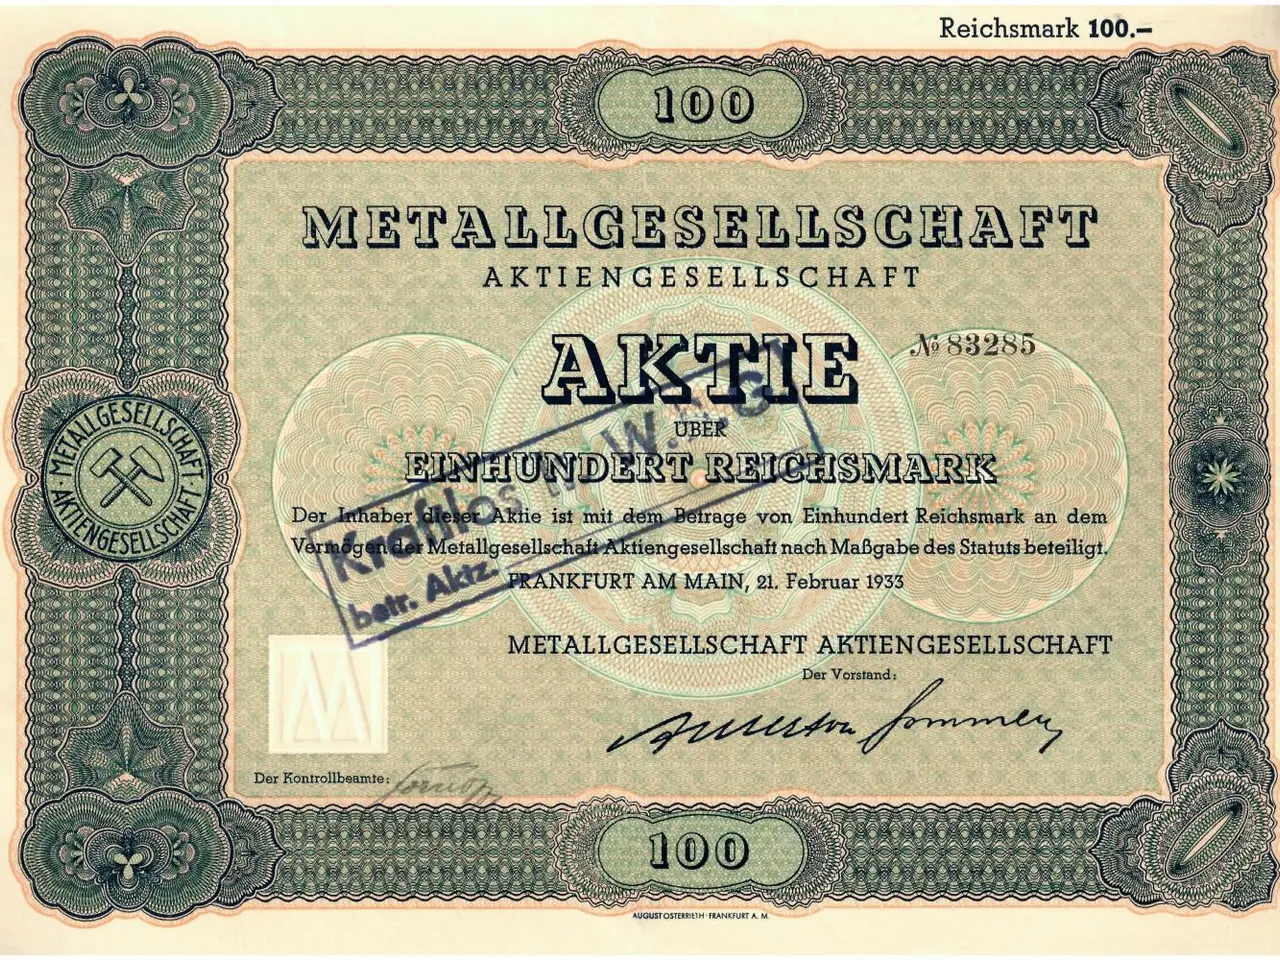 Reichsmark 100.–
100
METALLGESELLSCHAFT
AKTIENGESELLSCHAFT
AKTIE
№ 83285
ÜBER
EINHUNDERT REICHSMARK
Der Inhaber dieser Aktie ist mit dem Betrage von Einhundert Reichsmark an dem
Vermögen der Metallgesellschaft Aktiengesellschaft nach Maßgabe des Statuts beteiligt.
FRANKFURT AM MAIN, 21. Februar 1933
METALLGESELLSCHAFT AKTIENGESELLSCHAFT
Der Vorstand:
Kraftlos
betr. Aktz.
METALLGESELLSCHAFT
AKTIENGESELLSCHAFT
M
Der Kontrollbeamte:
100
AUGUST OSTERRIETH · FRANKFURT A. M.